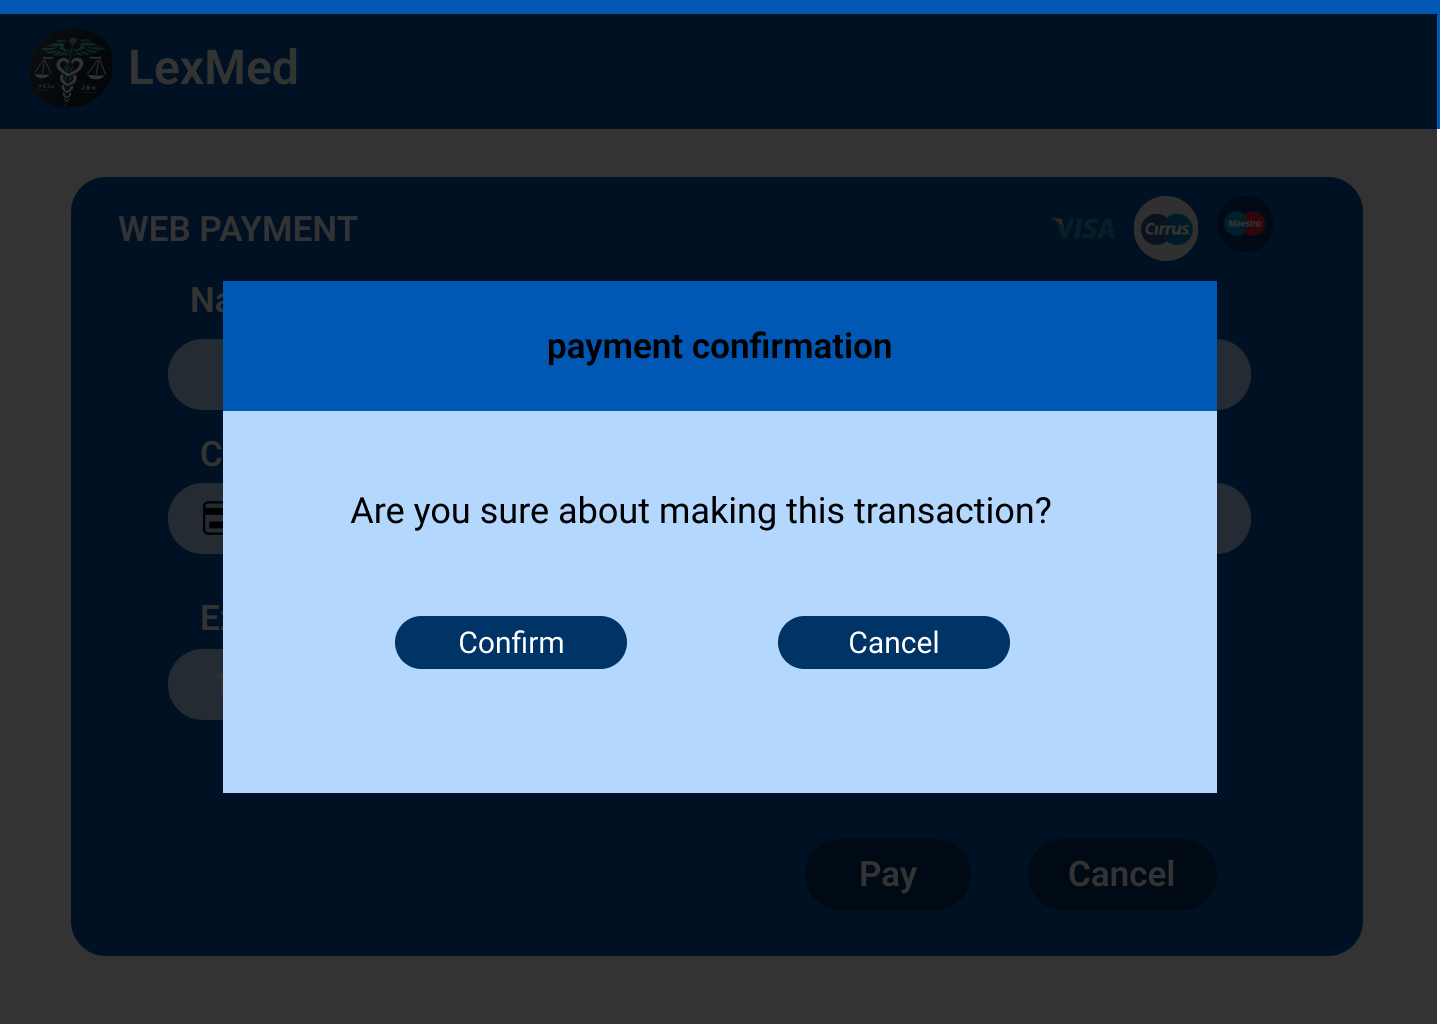 LexMed
WEB PAYMENT
VISA
Cirrus
Maestro
payment confirmation
Are you sure about making this transaction?
Confirm
Cancel
Pay
Cancel